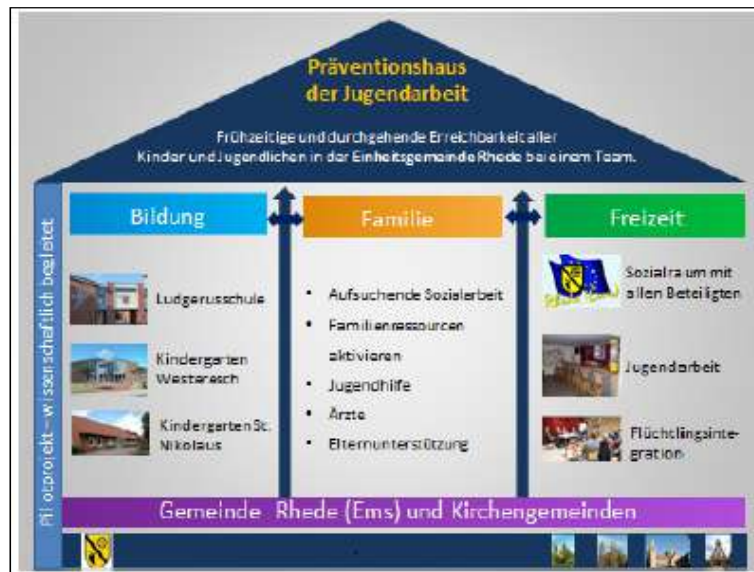 Präventionshaus
der Jugendarbeit
Frühzeitige und durchgehende Erreichbarkeit aller
Kinder und Jugendlichen in der Einheitsgemeinde Rhede bei einem Team.
Pilotprojekt – wissenschaftlich begleitet
Bildung
Ludgerusschule
Kindergarten
Westeresch
Kindergarten St.
Nikolaus
Familie
• Aufsuchende Sozialarbeit
• Familienressourcen
aktivieren
• Jugendhilfe
• Ärzte
• Elternunterstützung
Freizeit
Sozialraum mit
allen Beteiligten
Jugendarbeit
Flüchtlingsinte-
gration
Gemeinde Rhede (Ems) und Kirchengemeinden